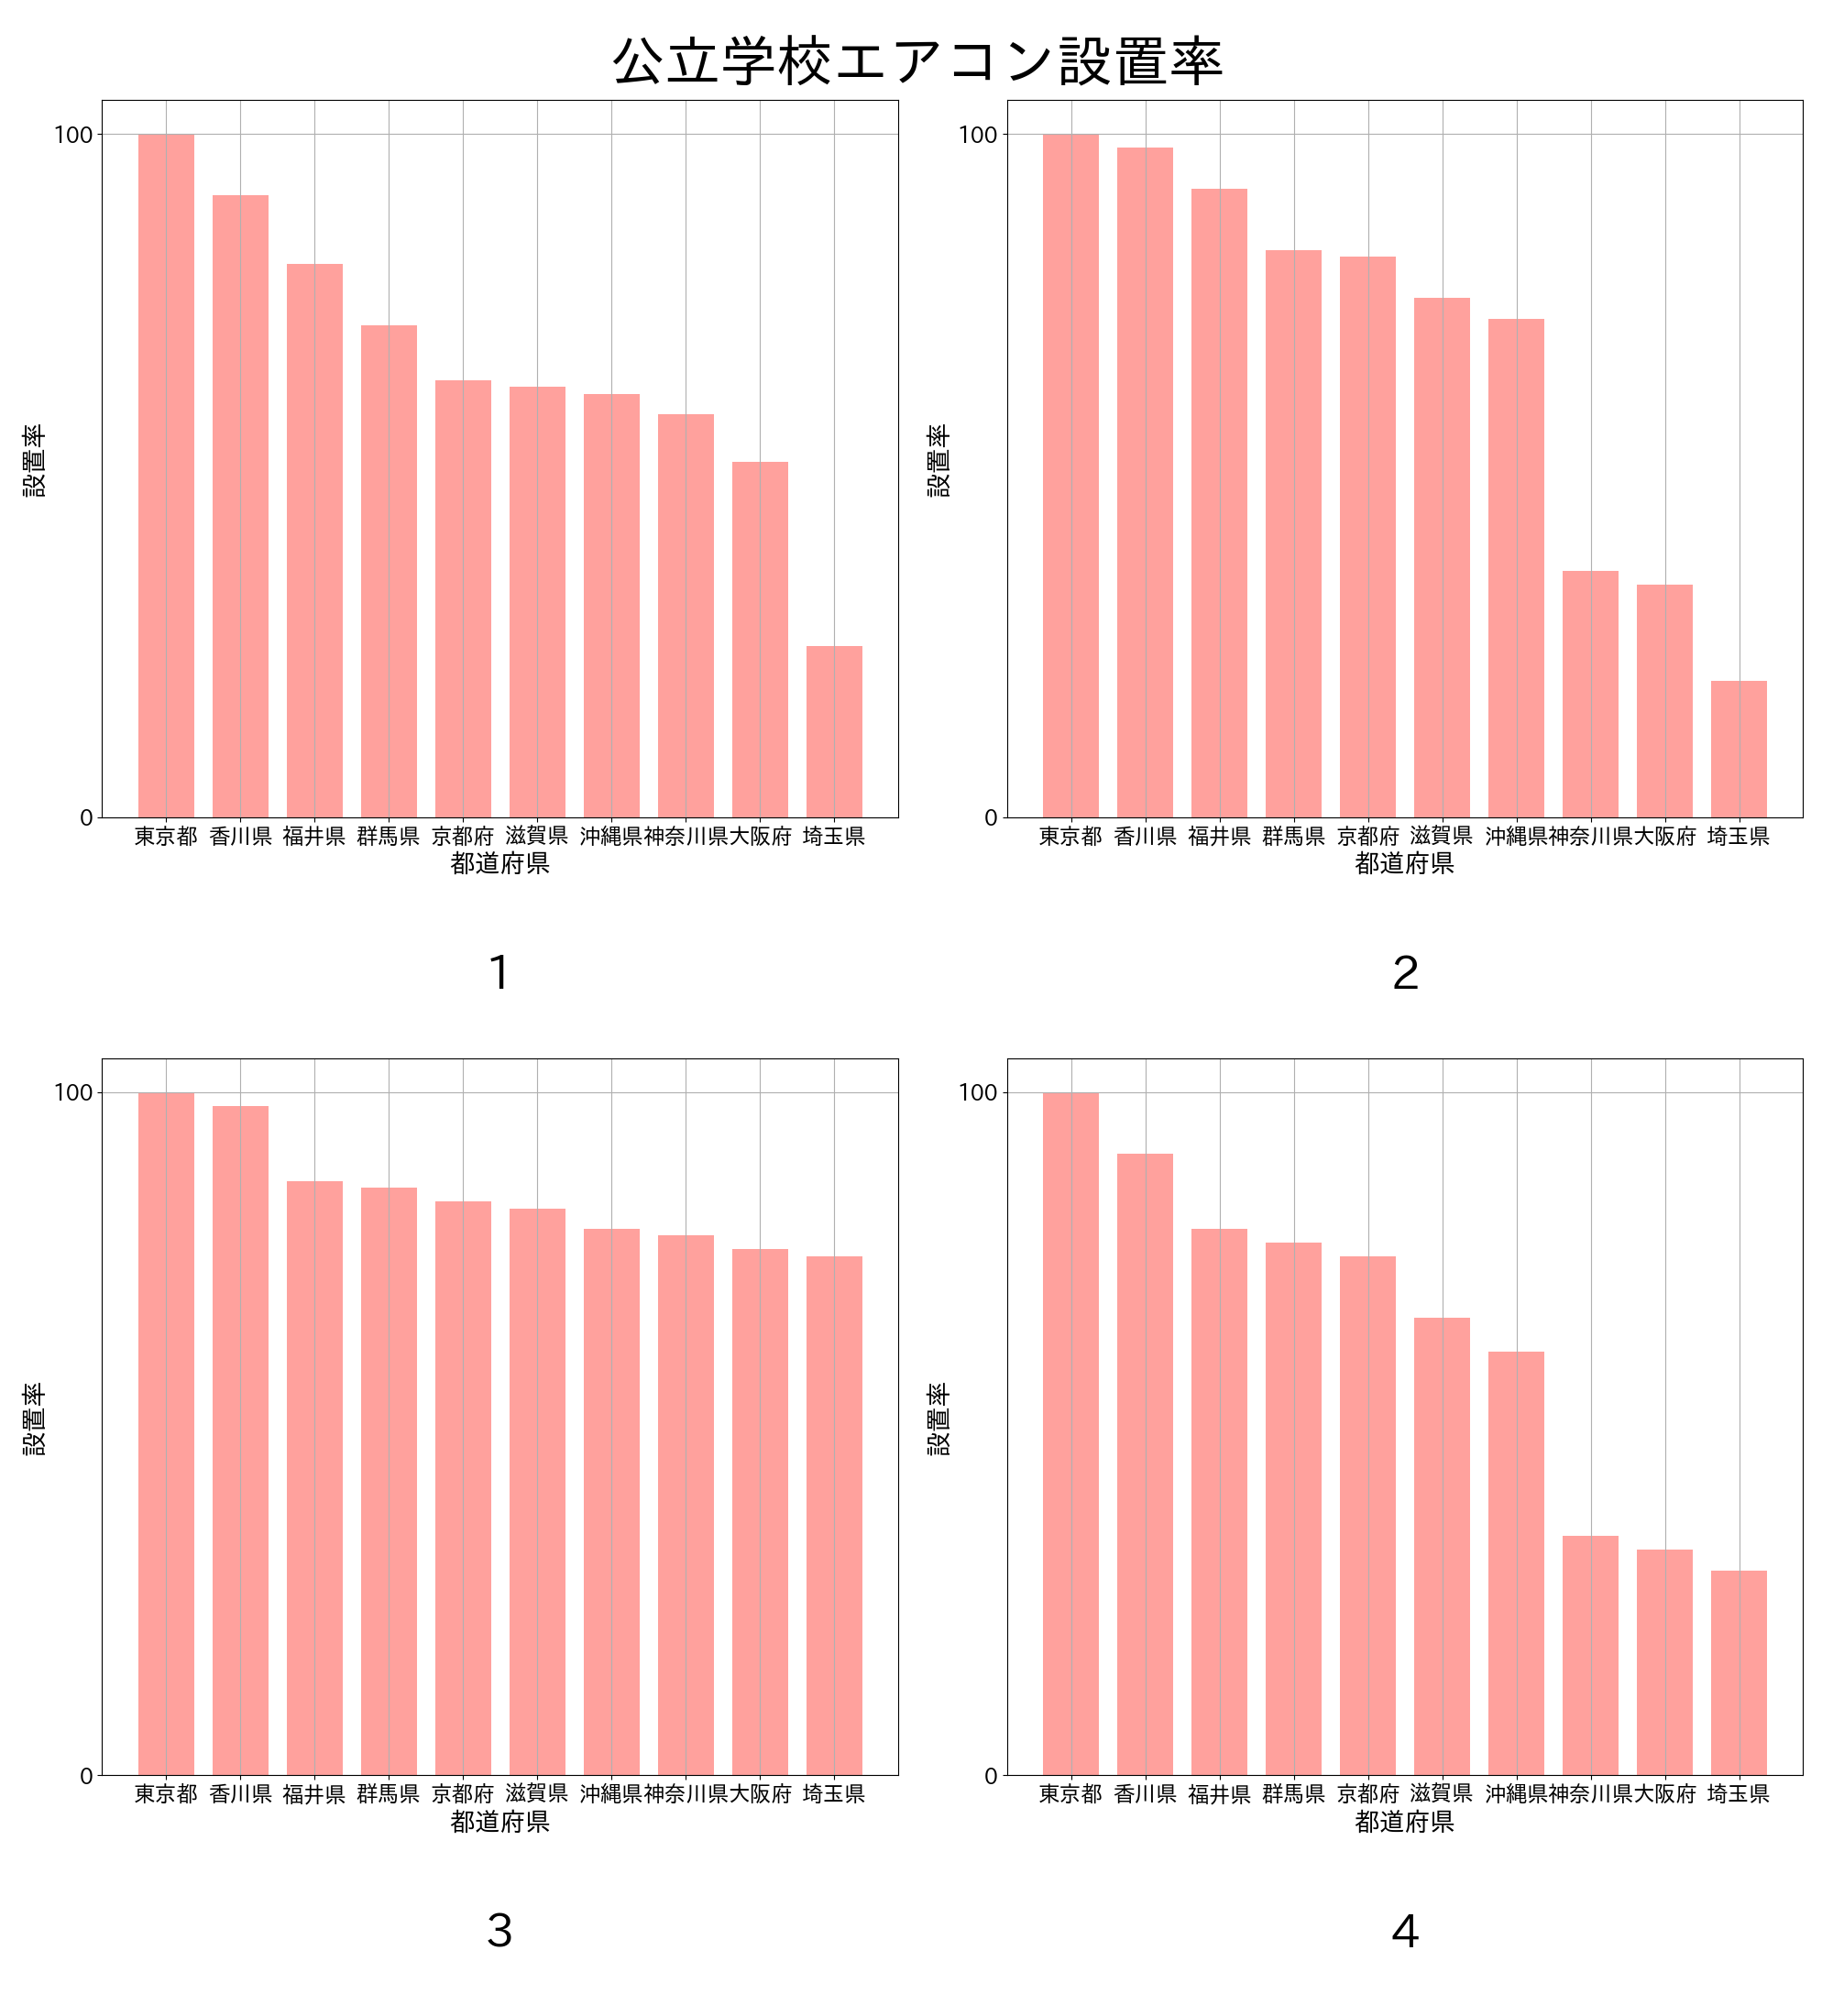 公立学校エアコン設置率
100
0
設置率
東京都 香川県 福井県 群馬県 京都府 滋賀県 沖縄県 神奈川県 大阪府 埼玉県
都道府県
1
100
0
設置率
東京都 香川県 福井県 群馬県 京都府 滋賀県 沖縄県 神奈川県 大阪府 埼玉県
都道府県
2
100
0
設置率
東京都 香川県 福井県 群馬県 京都府 滋賀県 沖縄県 神奈川県 大阪府 埼玉県
都道府県
3
100
0
設置率
東京都 香川県 福井県 群馬県 京都府 滋賀県 沖縄県 神奈川県 大阪府 埼玉県
都道府県
4